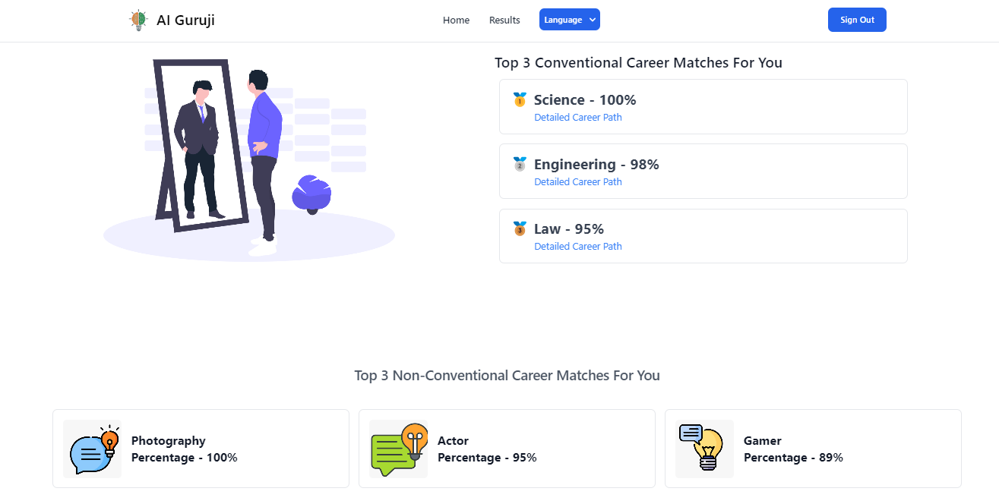 AI Guruji
Home
Results
Language
Sign Out
Top 3 Conventional Career Matches For You
1
Science - 100%
Detailed Career Path
2
Engineering - 98%
Detailed Career Path
3
Law - 95%
Detailed Career Path
Top 3 Non-Conventional Career Matches For You
Photography
Percentage - 100%
Actor
Percentage - 95%
Gamer
Percentage - 89%